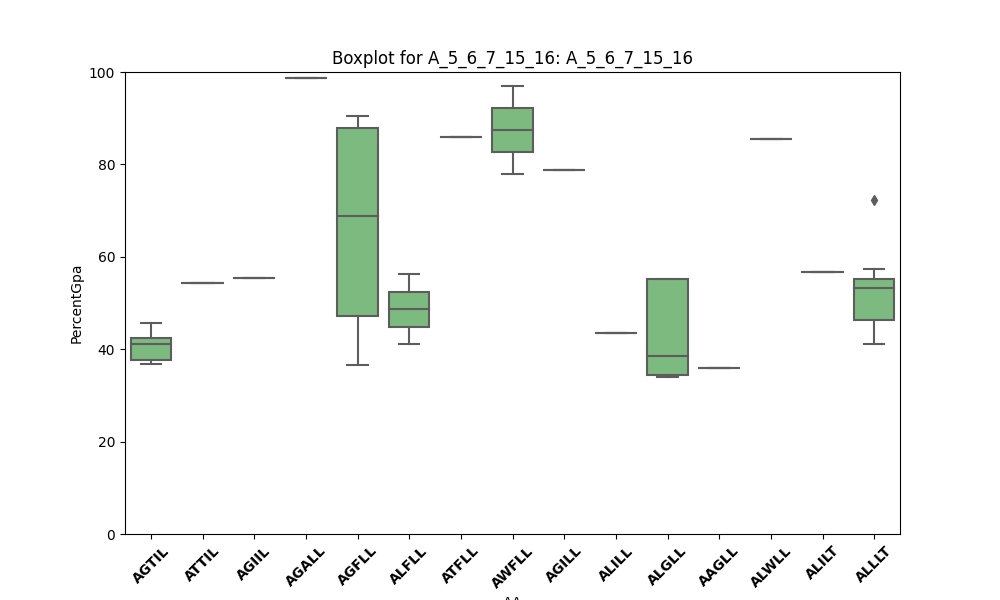 Boxplot for A_5_6_7_15_16: A_5_6_7_15_16
100
80
60
40
20
0
PercentGpa
AGTIL ATTIL AGIIL AGALL AGFLL ALFLL ATFLL AWFLL AGILL ALILL ALGLL AAGLL ALWLL ALILT ALLLT